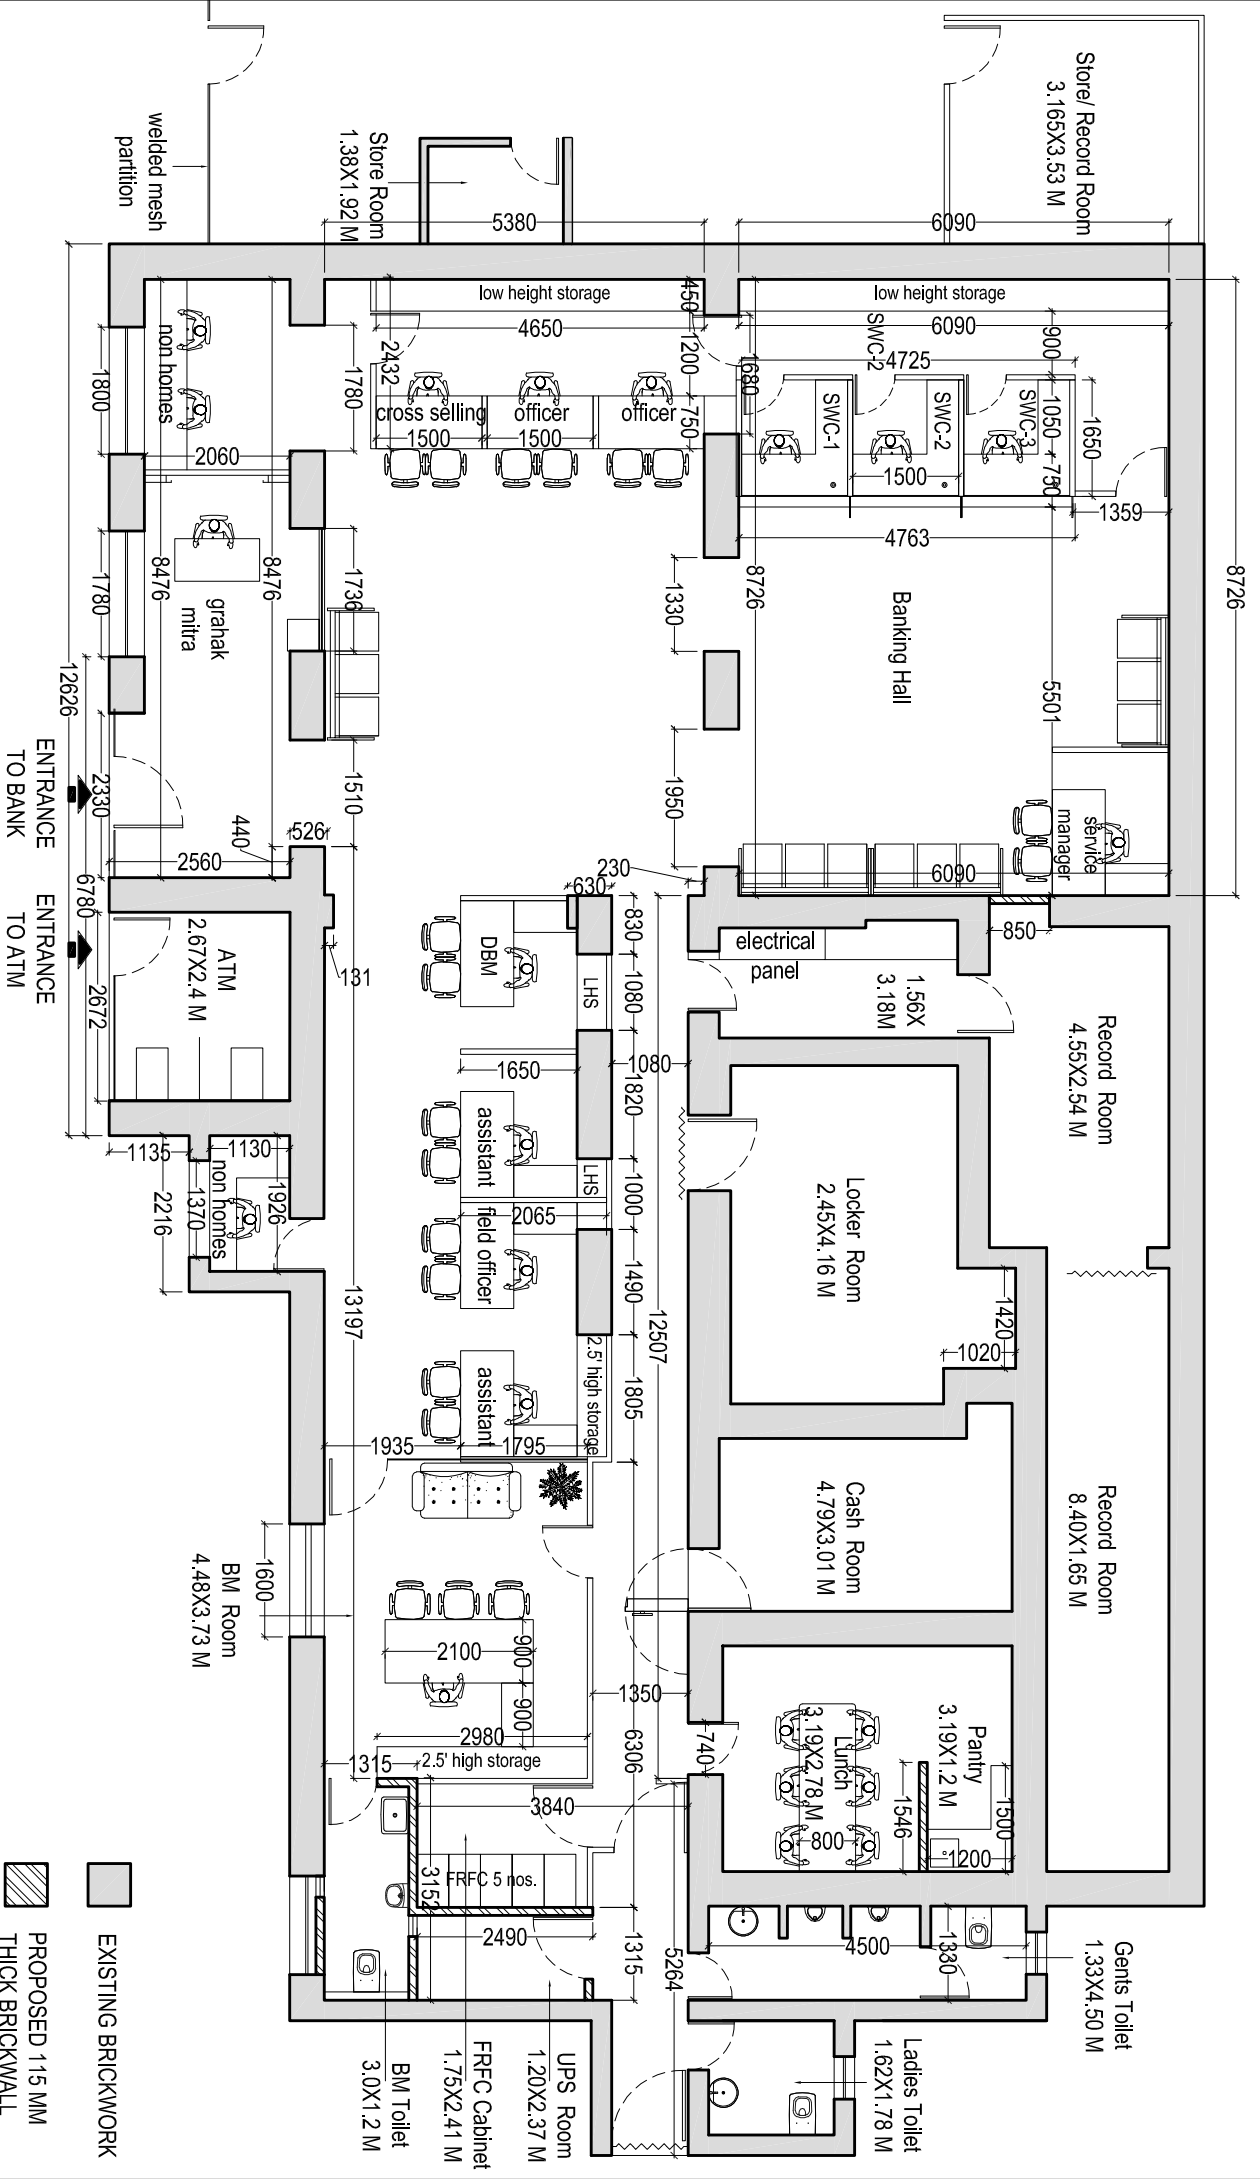 Store/ Record Room
3.165X3.53 M
Store Room
1.38X1.92 M
welded mesh
partition
5380
6090
8726
low height storage
low height storage
450
4650
6090
900
SWC-2
4725
1200
680
2432
1780
1800
non homes
cross selling
officer
officer
750
1500
1500
SWC-1
SWC-2
SWC-3
1050
1650
1500
750
1359
2060
4763
8476
8476
1780
1736
1330
8726
grahak
mitra
Banking Hall
5501
12626
2330
ENTRANCE
TO BANK
1510
1950
service
manager
440
526
2560
6090
230
630
6780
ENTRANCE
TO ATM
2672
ATM
2.67X2.4 M
131
DBM
830
LHS
1080
electrical
panel
1.56X
3.18M
850
Record Room
4.55X2.54 M
1650
1080
1820
assistant
1135
1130
non homes
1370
1926
2216
LHS
1000
2065
field officer
1490
Locker Room
2.45X4.16 M
1420
1020
13197
12507
2.5' high storage
1805
assistant
1935
1795
Cash Room
4.79X3.01 M
Record Room
8.40X1.65 M
1600
BM Room
4.48X3.73 M
2100
900
900
1350
2980
2.5' high storage
1315
6306
740
Lunch
3.19X2.78 M
Pantry
3.19X1.2 M
1546
1500
800
1200
3840
FRFC 5 nos.
3152
2490
1315
5264
4500
1330
Gents Toilet
1.33X4.50 M
Ladies Toilet
1.62X1.78 M
UPS Room
1.20X2.37 M
FRFC Cabinet
1.75X2.41 M
BM Toilet
3.0X1.2 M
EXISTING BRICKWORK
PROPOSED 115 MM
THICK BRICKWALL